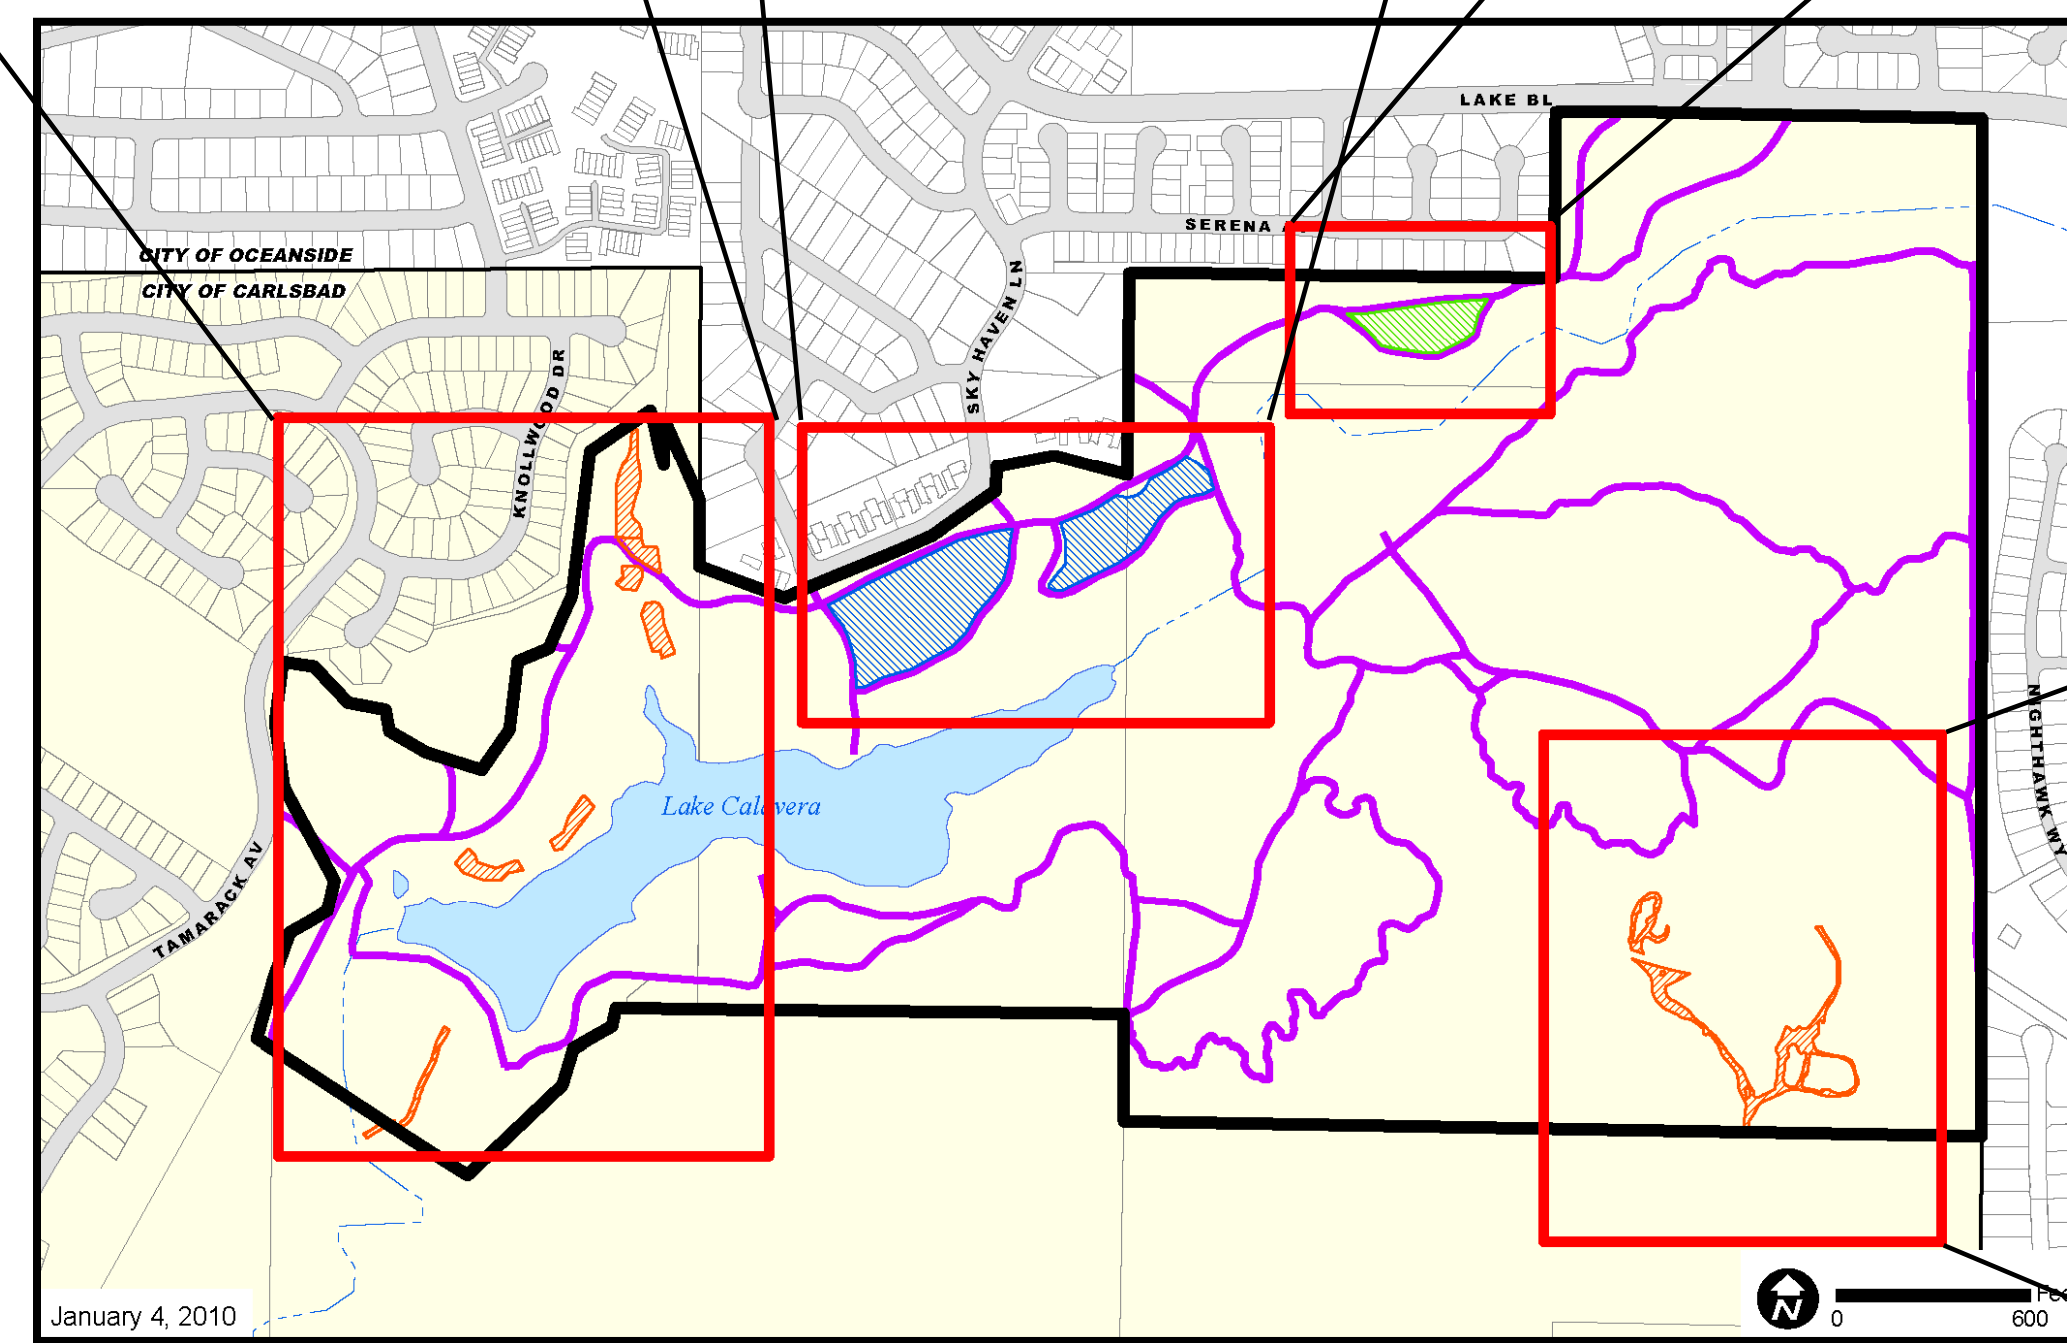 LAKE BL
SERENA
CITY OF OCEANSIDE
CITY OF CARLSBAD
SKY HAVEN LN
KNOLLWOOD DR
Lake Calavera
NIGHTHAWK WY
TAMARACK AV
January 4, 2010
N
0
600